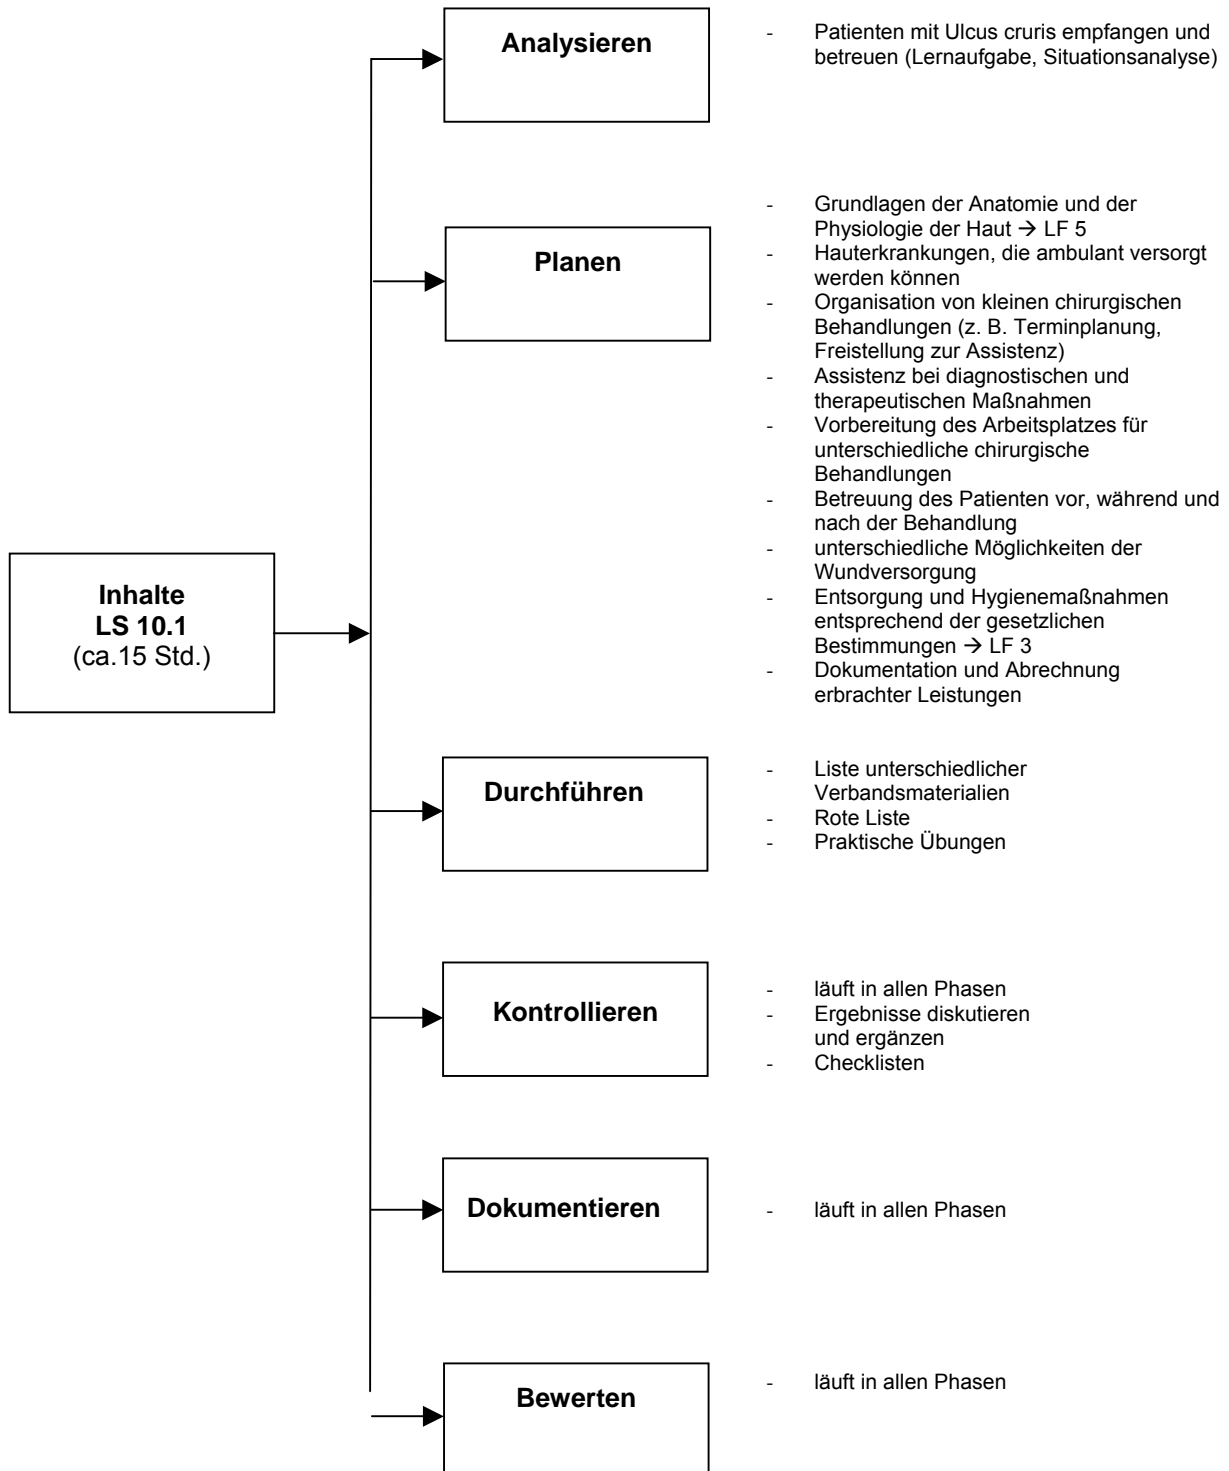 Analysieren
- Patienten mit Ulcus cruris empfangen und
betreuen (Lernaufgabe, Situationsanalyse)
Planen
- Grundlagen der Anatomie und der
Physiologie der Haut → LF 5
- Hauterkrankungen, die ambulant versorgt
werden können
- Organisation von kleinen chirurgischen
Behandlungen (z. B. Terminplanung,
Freistellung zur Assistenz)
- Assistenz bei diagnostischen und
therapeutischen Maßnahmen
- Vorbereitung des Arbeitsplatzes für
unterschiedliche chirurgische
Behandlungen
- Betreuung des Patienten vor, während und
nach der Behandlung
- unterschiedliche Möglichkeiten der
Wundversorgung
- Entsorgung und Hygienemaßnahmen
entsprechend der gesetzlichen
Bestimmungen → LF 3
- Dokumentation und Abrechnung
erbrachter Leistungen
Inhalte
LS 10.1
(ca.15 Std.)
Durchführen
- Liste unterschiedlicher
Verbandsmaterialien
- Rote Liste
- Praktische Übungen
Kontrollieren
- läuft in allen Phasen
- Ergebnisse diskutieren
und ergänzen
- Checklisten
Dokumentieren
- läuft in allen Phasen
Bewerten
- läuft in allen Phasen